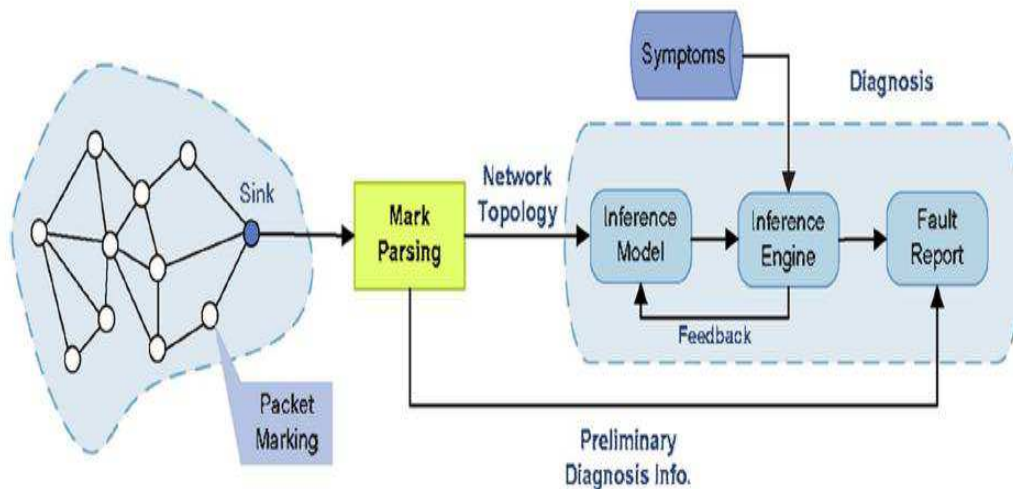 Symptoms
Diagnosis
Sink
Network
Topology
Mark
Parsing
Inference
Model
Inference
Engine
Fault
Report
Feedback
Packet
Marking
Preliminary
Diagnosis Info.